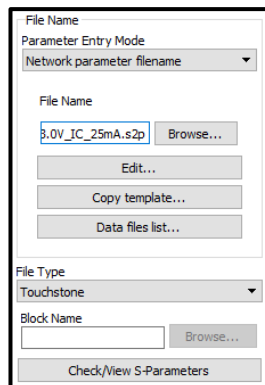 File Name
Parameter Entry Mode
Network parameter filename
File Name
3.0V_IC_25mA.s2p Browse...
Edit...
Copy template...
Data files list...
File Type
Touchstone
Block Name
Browse...
Check/View S-Parameters